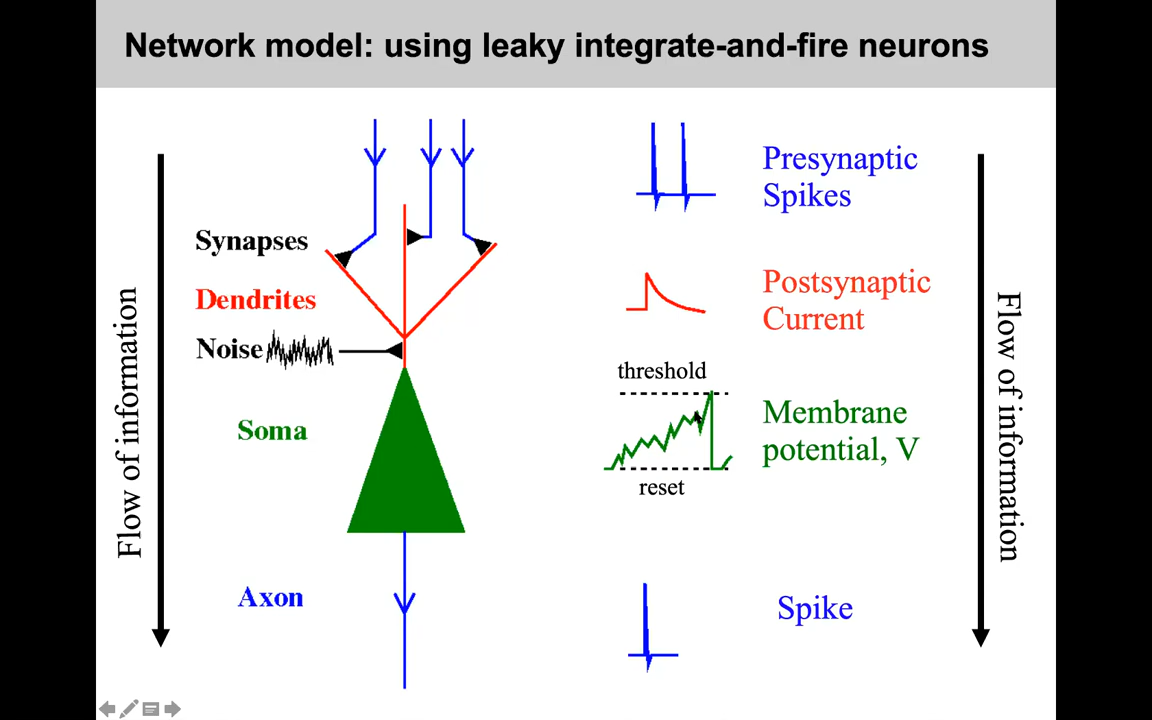 Network model: using leaky integrate-and-fire neurons
Presynaptic
Spikes
Synapses
Dendrites
Postsynaptic
Current
Noise
threshold
Soma
Membrane
potential, V
reset
Axon
Spike
Flow of information
Flow of information